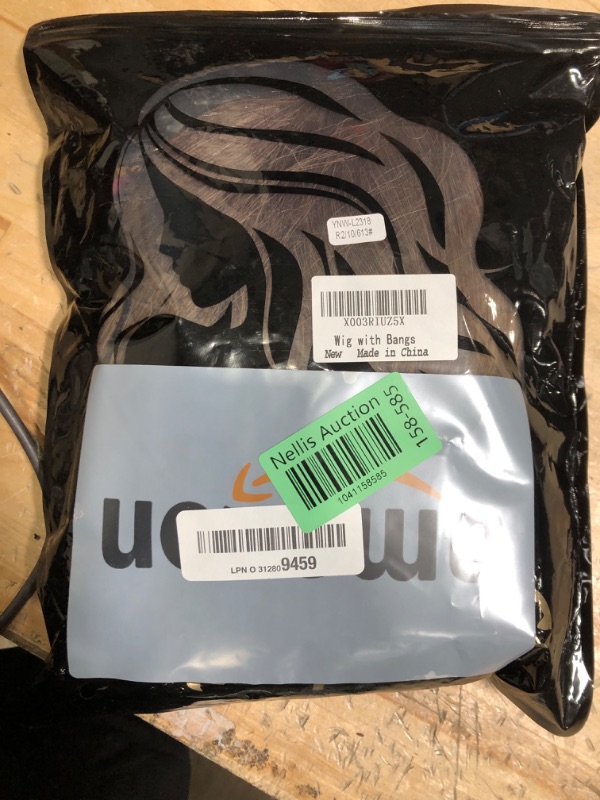 YNW-L2318
R2/10/613#
X003RIUZ5X
Wig with Bangs
New Made in China
Nellis Auction
158-585
1041158585
LPN O 31280 9459